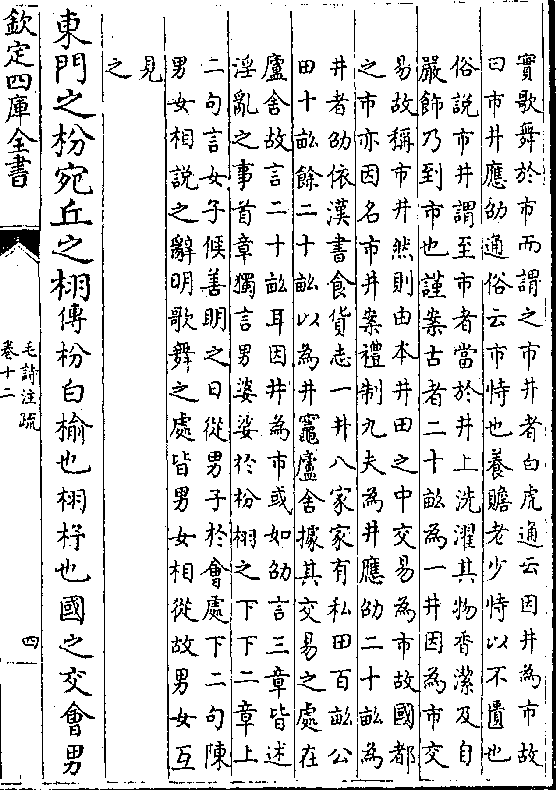 實歌舞於市而謂之市井者白虎通云因井為市故
曰市井應劭通俗云市恃也養贍老少恃以不匱也
俗說市井謂至市者當於井上洗濯其物香潔及自
嚴飾乃到市也謹案古者二十畝為一井因為市交
易故稱市井然則由本井田之中交易為市故國都
之市亦因名市井案禮制九夫為井應劭二十畝為
井者劭依漢書食貨志一井八家家有私田百畝公
田十畝餘二十畝以為井竈廬舍據其交易之處在
廬舍故言二十畝耳因井為市或如劭言三章皆述
淫亂之事首章獨言男婆娑於枌栩之下下二章上
二句言女子候善明之日從男子於會處下二句陳
男女相說之辭明歌舞之處皆男女相從故男女互
見
之
東門之枌宛丘之栩傳枌白榆也栩杼也國之交會男
欽定四庫全書
毛詩注疏
卷十二
四